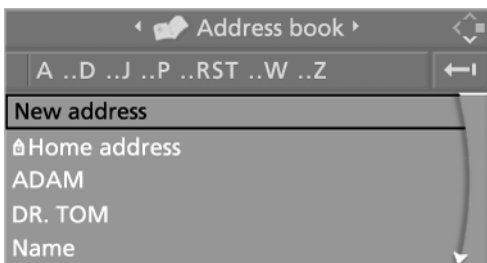 Address book
A ..D ..J ..P ..RST ..W ..Z
New address
Home address
ADAM
DR. TOM
Name